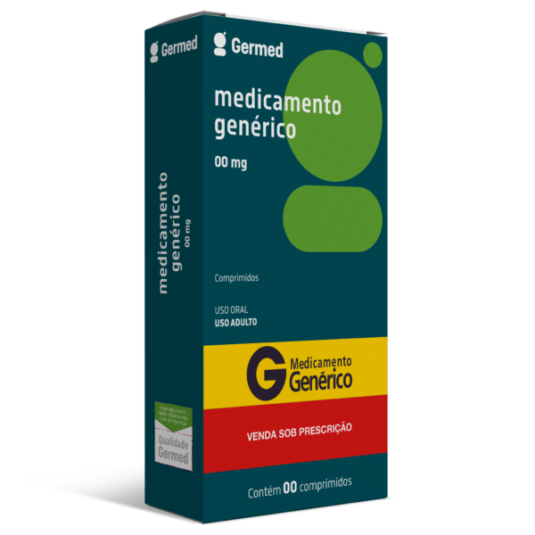 Germed
medicamento
genérico
00 mg
Comprimidos
USO ORAL
USO ADULTO
G Medicamento
Genérico
VENDA SOB PRESCRIÇÃO
Contém 00 comprimidos
Germed
medicamento
genérico
00 mg
Qualidade
Germed